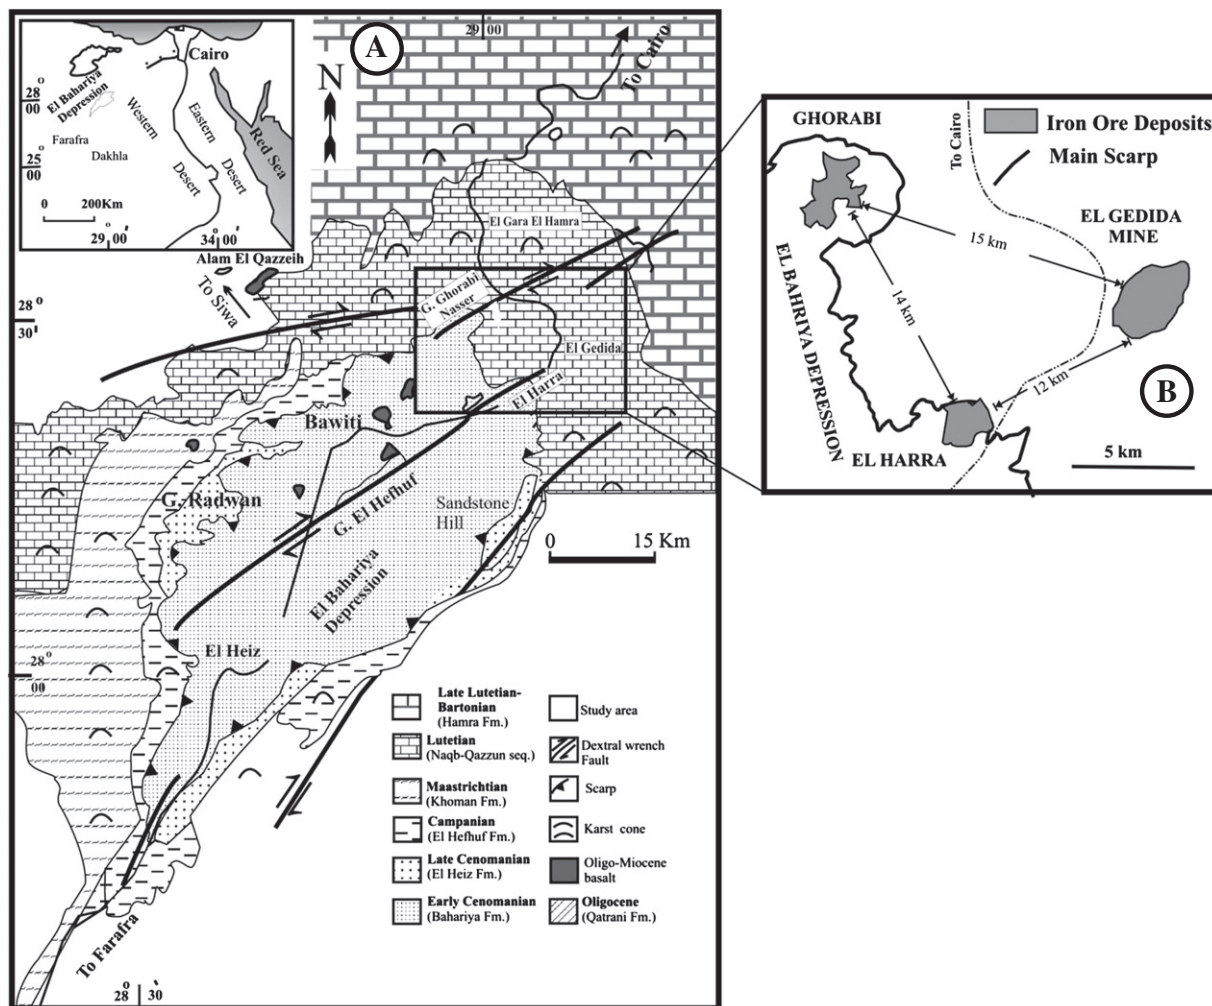 A
29 00
N
To Cairo
Cairo
El Bahariya
Depression
28° 00
25° 00
Farafra
Dakhla
Western
Desert
Eastern
Desert
Red Sea
0 200Km
29° 00'
34° 00'
Alam El Qazzeih
To Siwa
28° 30'
El Gara El Hamra
G. Ghorabi
Nasser
El Gedida
El Harra
Bawiti
G. Radwan
G. El Hefhuf
Sandstone
Hill
0 15 Km
El Bahariya
Depression
El Heiz
28° 00
To Farafra
28° 30
Late Lutetian-
Bartonian
(Hamra Fm.)
Lutetian
(Naqb-Qazzun seq.)
Maastrichtian
(Khoman Fm.)
Campanian
(El Hefhuf Fm.)
Late Cenomanian
(El Heiz Fm.)
Early Cenomanian
(Bahariya Fm.)
Study area
Dextral wrench
Fault
Scarp
Karst cone
Oligo-Miocene
basalt
Oligocene
(Qatrani Fm.)
GHORABI
To Cairo
Iron Ore Deposits
Main Scarp
EL GEDIDA
MINE
15 km
14 km
12 km
EL BAHRIYA DEPRESSION
EL HARRA
B
5 km